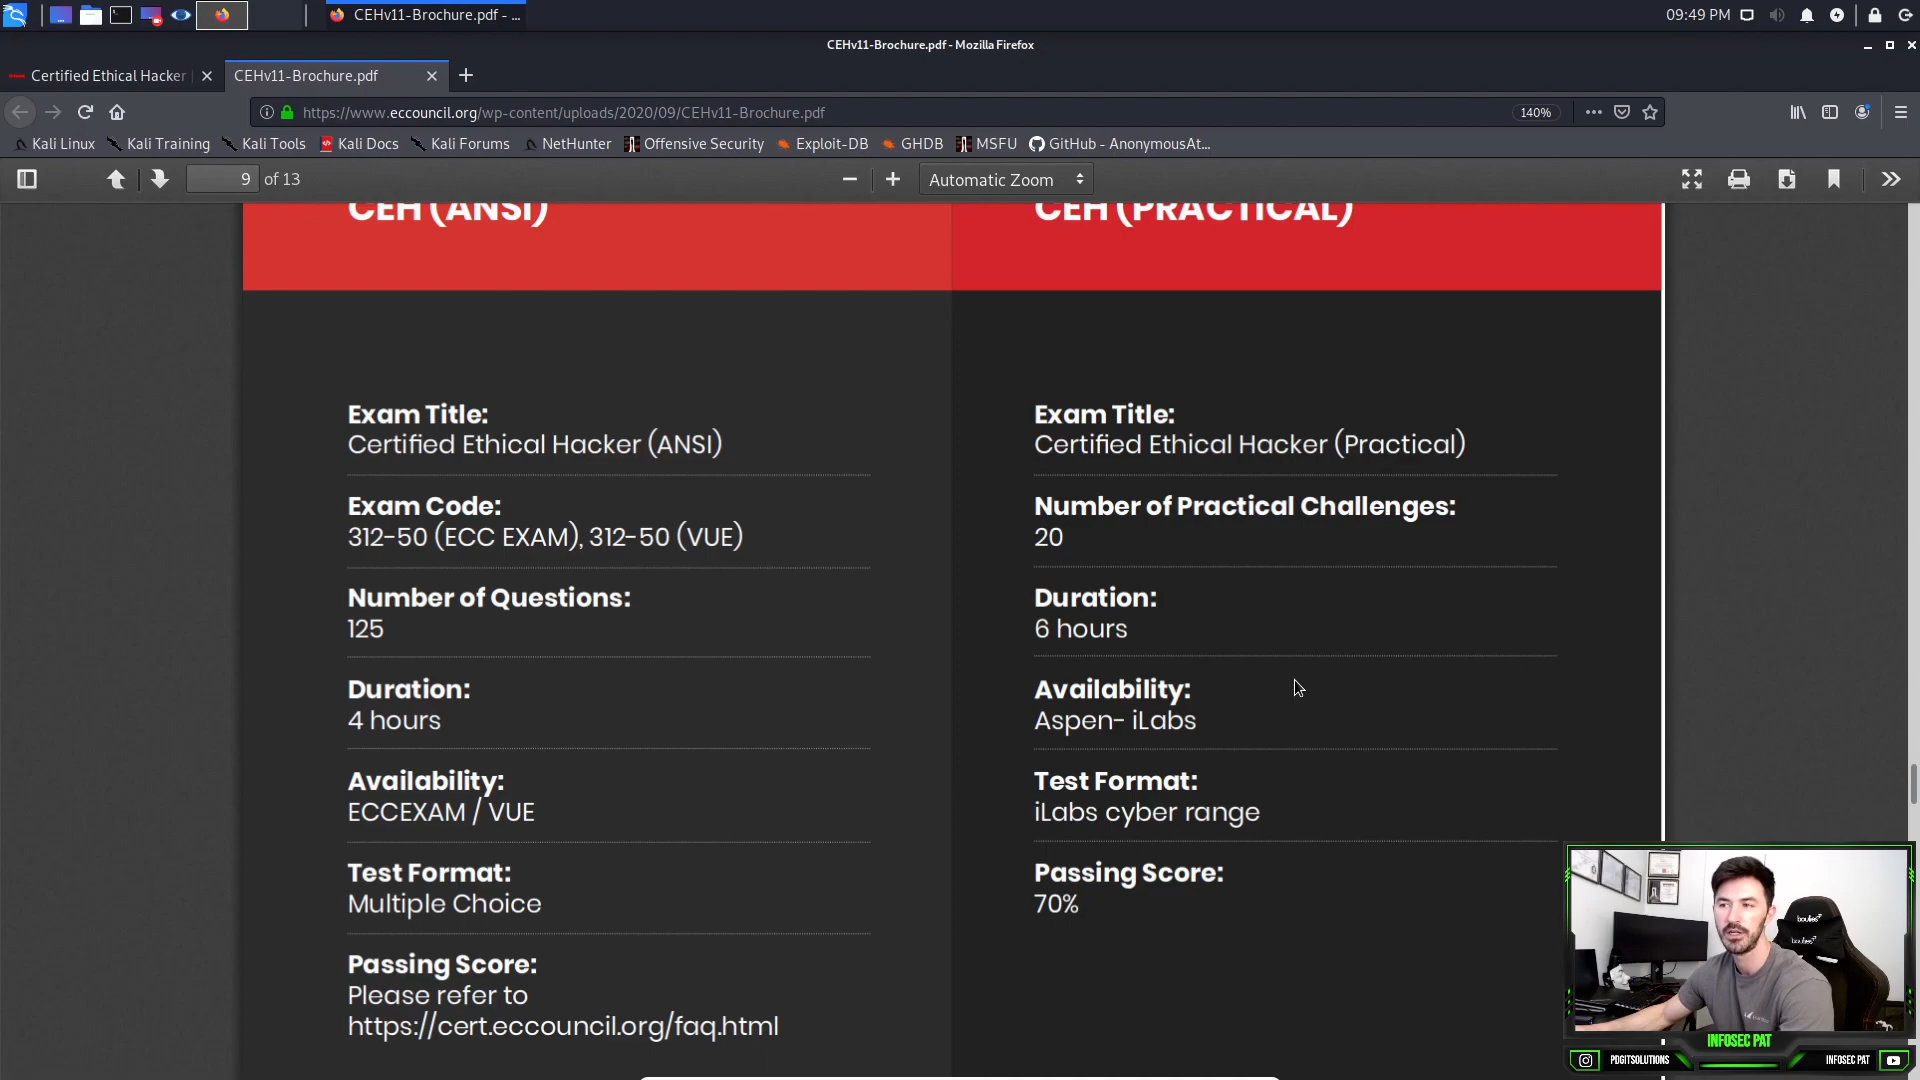 CEHv11-Brochure.pdf - ...
09:49 PM
CEHv11-Brochure.pdf - Mozilla Firefox
Certified Ethical Hacker
CEHv11-Brochure.pdf
https://www.eccouncil.org/wp-content/uploads/2020/09/CEHv11-Brochure.pdf
140%
Kali Linux
Kali Training
Kali Tools
Kali Docs
Kali Forums
NetHunter
Offensive Security
Exploit-DB
GHDB
MSFU
GitHub - AnonymousAt...
9 of 13
Automatic Zoom
CEH (ANSI)
Exam Title:
Certified Ethical Hacker (ANSI)
Exam Code:
312-50 (ECC EXAM), 312-50 (VUE)
Number of Questions:
125
Duration:
4 hours
Availability:
ECCEXAM / VUE
Test Format:
Multiple Choice
Passing Score:
Please refer to
https://cert.eccouncil.org/faq.html
CEH (PRACTICAL)
Exam Title:
Certified Ethical Hacker (Practical)
Number of Practical Challenges:
20
Duration:
6 hours
Availability:
Aspen- iLabs
Test Format:
iLabs cyber range
Passing Score:
70%
boulies
boulies
INFOSEC PAT
PDGITSOLUTIONS
INFOSEC PAT